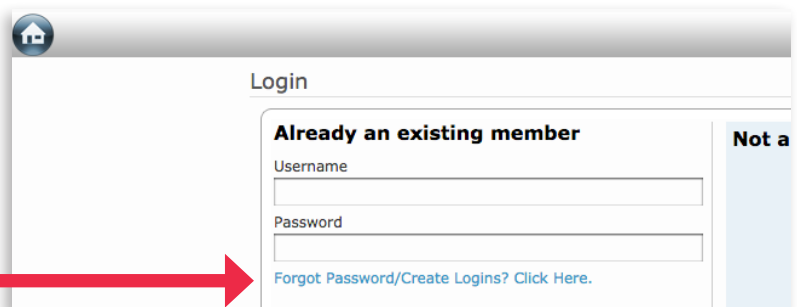 Login
Already an existing member
Not a
Username
Password
Forgot Password/Create Logins? Click Here.